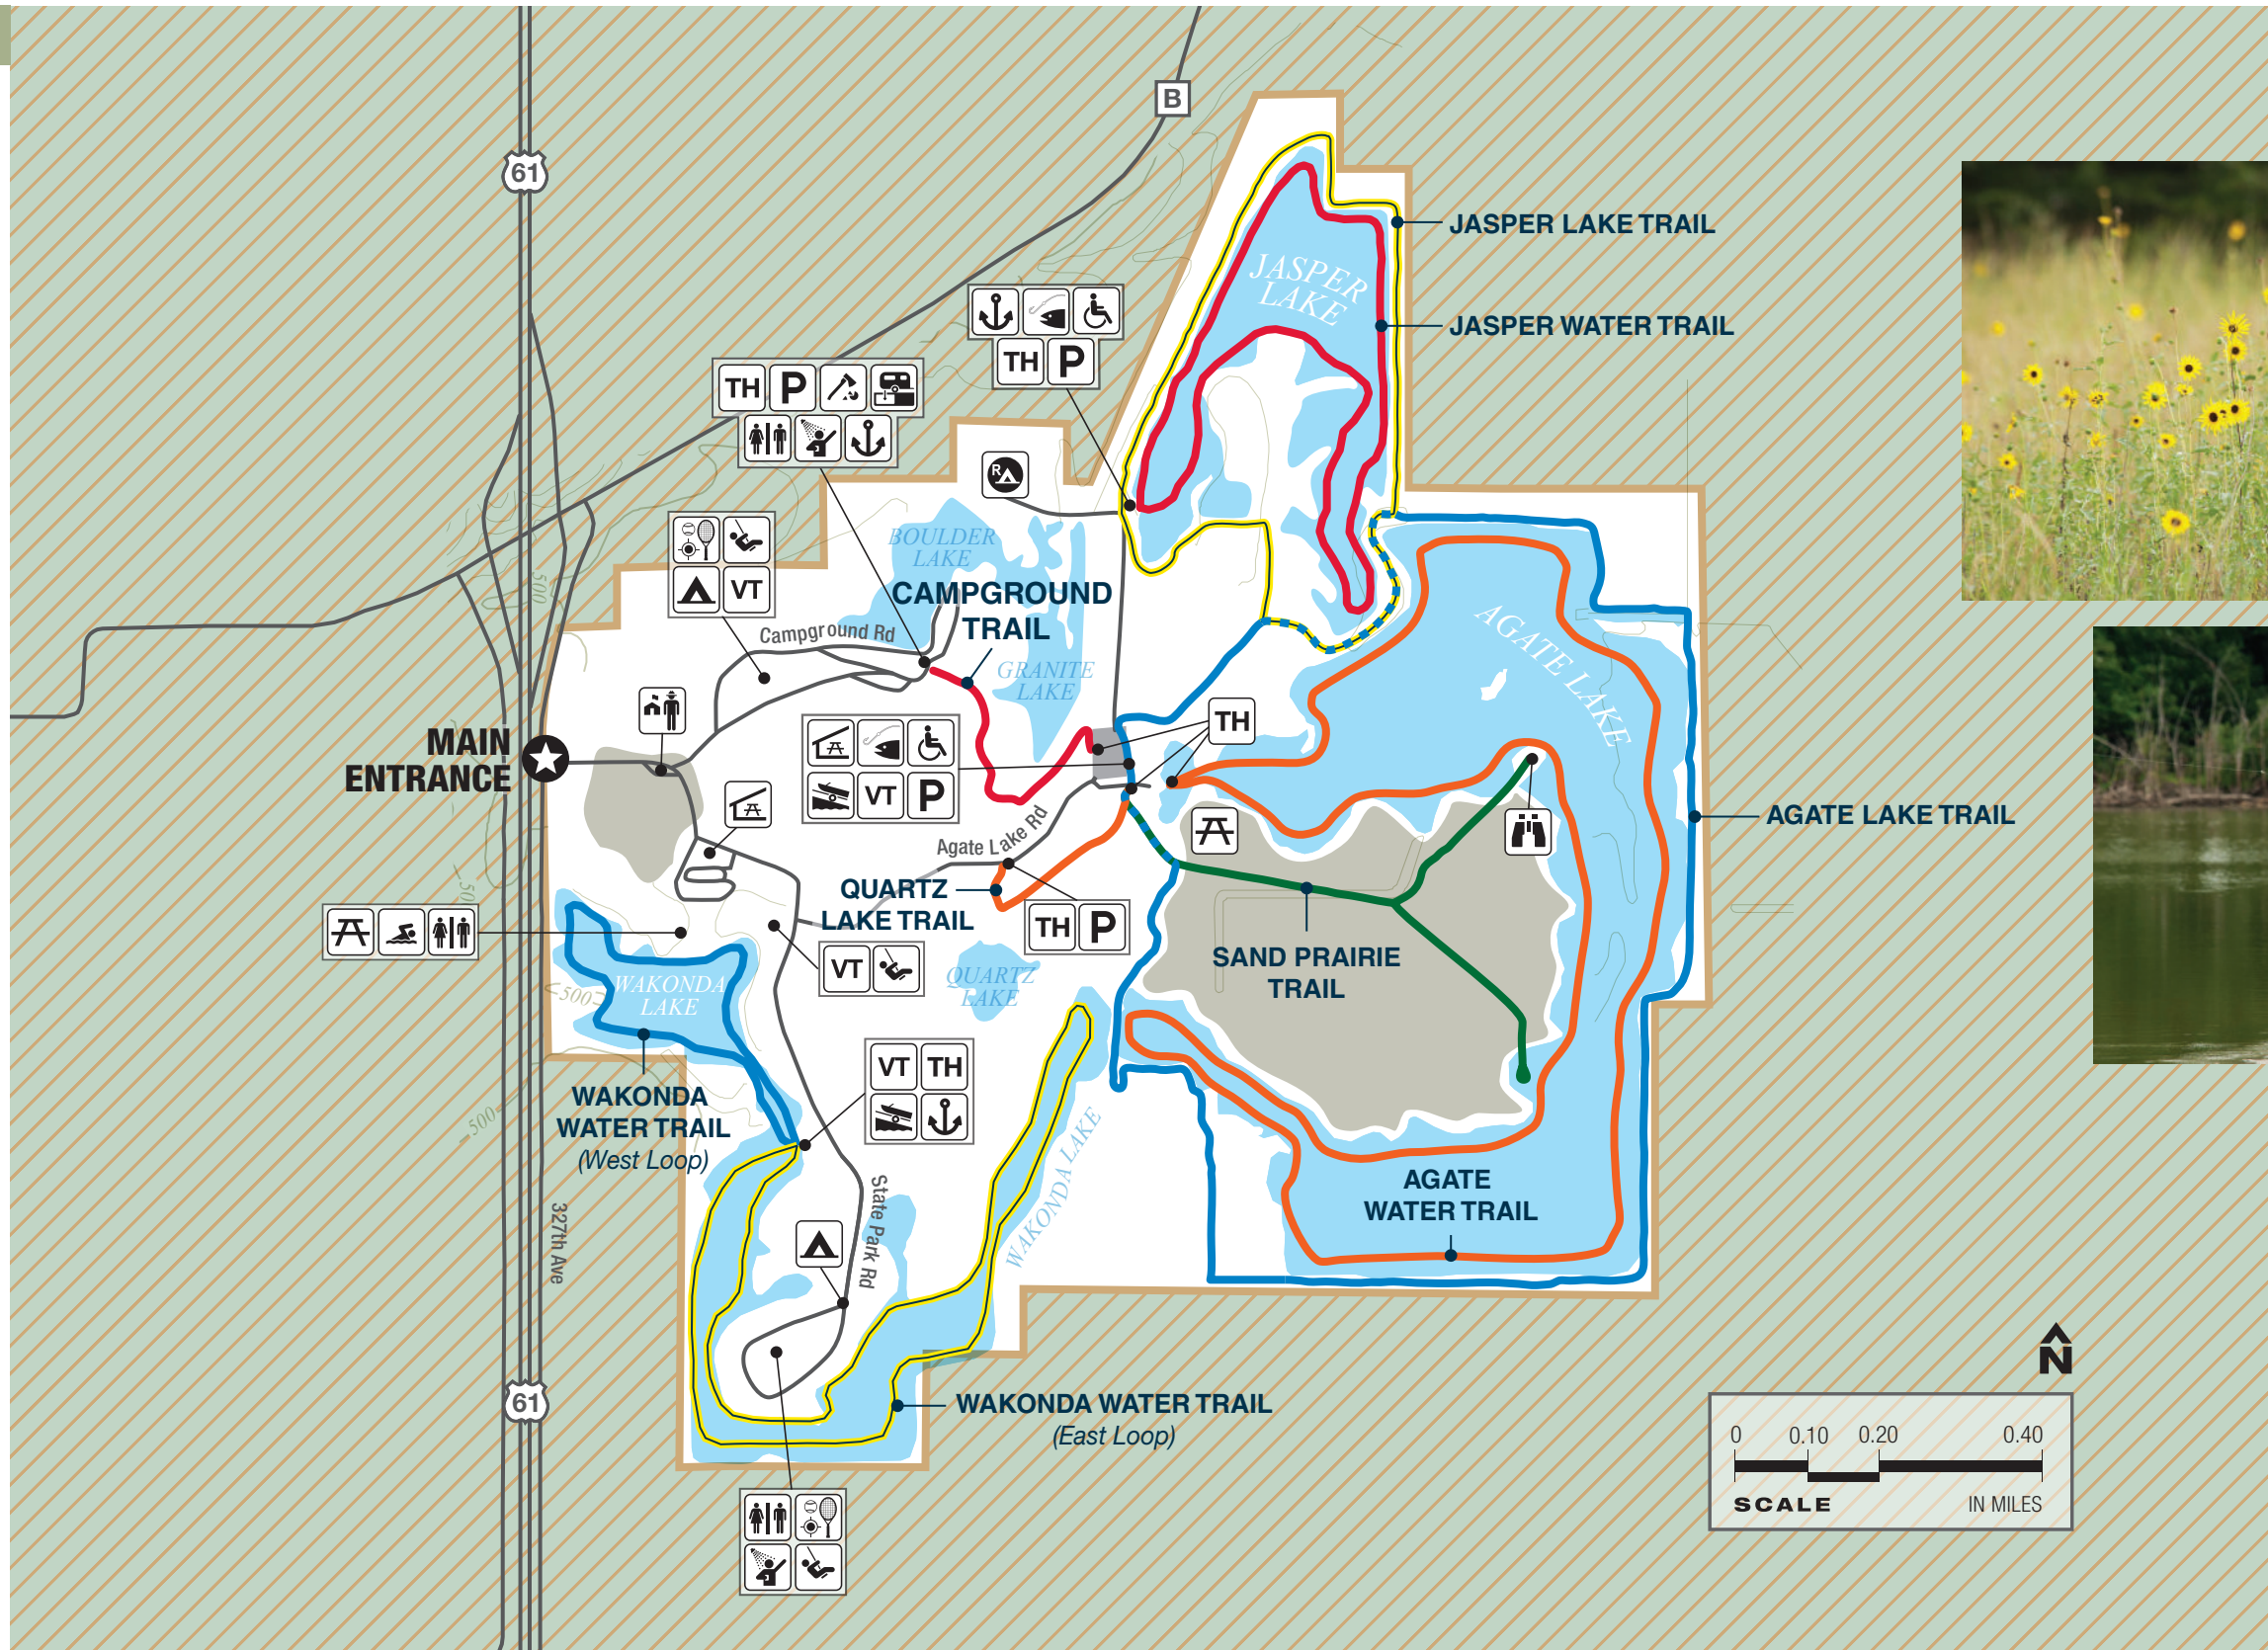 B
61
JASPER LAKE TRAIL
JASPER
LAKE
JASPER WATER TRAIL
TH P
TH P
R
VT
BOULDER
LAKE
CAMPGROUND
TRAIL
Campground Rd
GRANITE
LAKE
500
AGATE LAKE
TH
MAIN
ENTRANCE
VT P
Agate Lake Rd
AGATE LAKE TRAIL
QUARTZ
LAKE TRAIL
500
TH P
VT
SAND PRAIRIE
TRAIL
QUARTZ
LAKE
WAKONDA
LAKE
500
VT TH
WAKONDA
WATER TRAIL
(West Loop)
500
WAKONDA LAKE
AGATE
WATER TRAIL
State Park Rd
327th Ave
61
WAKONDA WATER TRAIL
(East Loop)
N
0 0.10 0.20 0.40
SCALE IN MILES